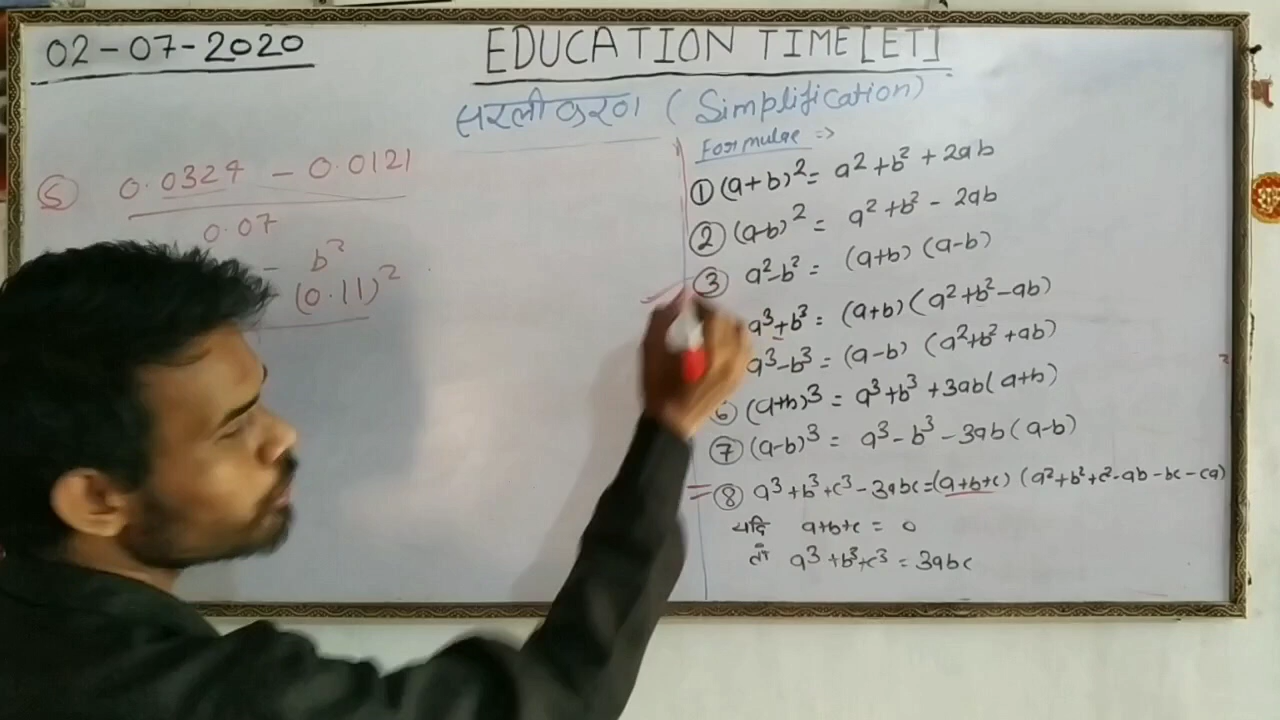 02-07-2020
EDUCATION TIME [ET]
सरलीकरण (Simplification)
⑤ 0.0324 - 0.0121
0.07
- b²
- (0.11)²
Formulae =>
① (a+b)² = a²+b²+2ab
② (a-b)² = a²+b²-2ab
③ a²-b² = (a+b) (a-b)
a³+b³ = (a+b) (a²+b²-ab)
a³-b³ = (a-b) (a²+b²+ab)
⑥ (a+b)³ = a³+b³+3ab(a+b)
⑦ (a-b)³ = a³-b³-3ab(a-b)
⑧ a³+b³+c³-3abc=(a+b+c) (a²+b²+c²-ab-bc-ca)
यदि a+b+c = 0
तो a³+b³+c³ = 3abc